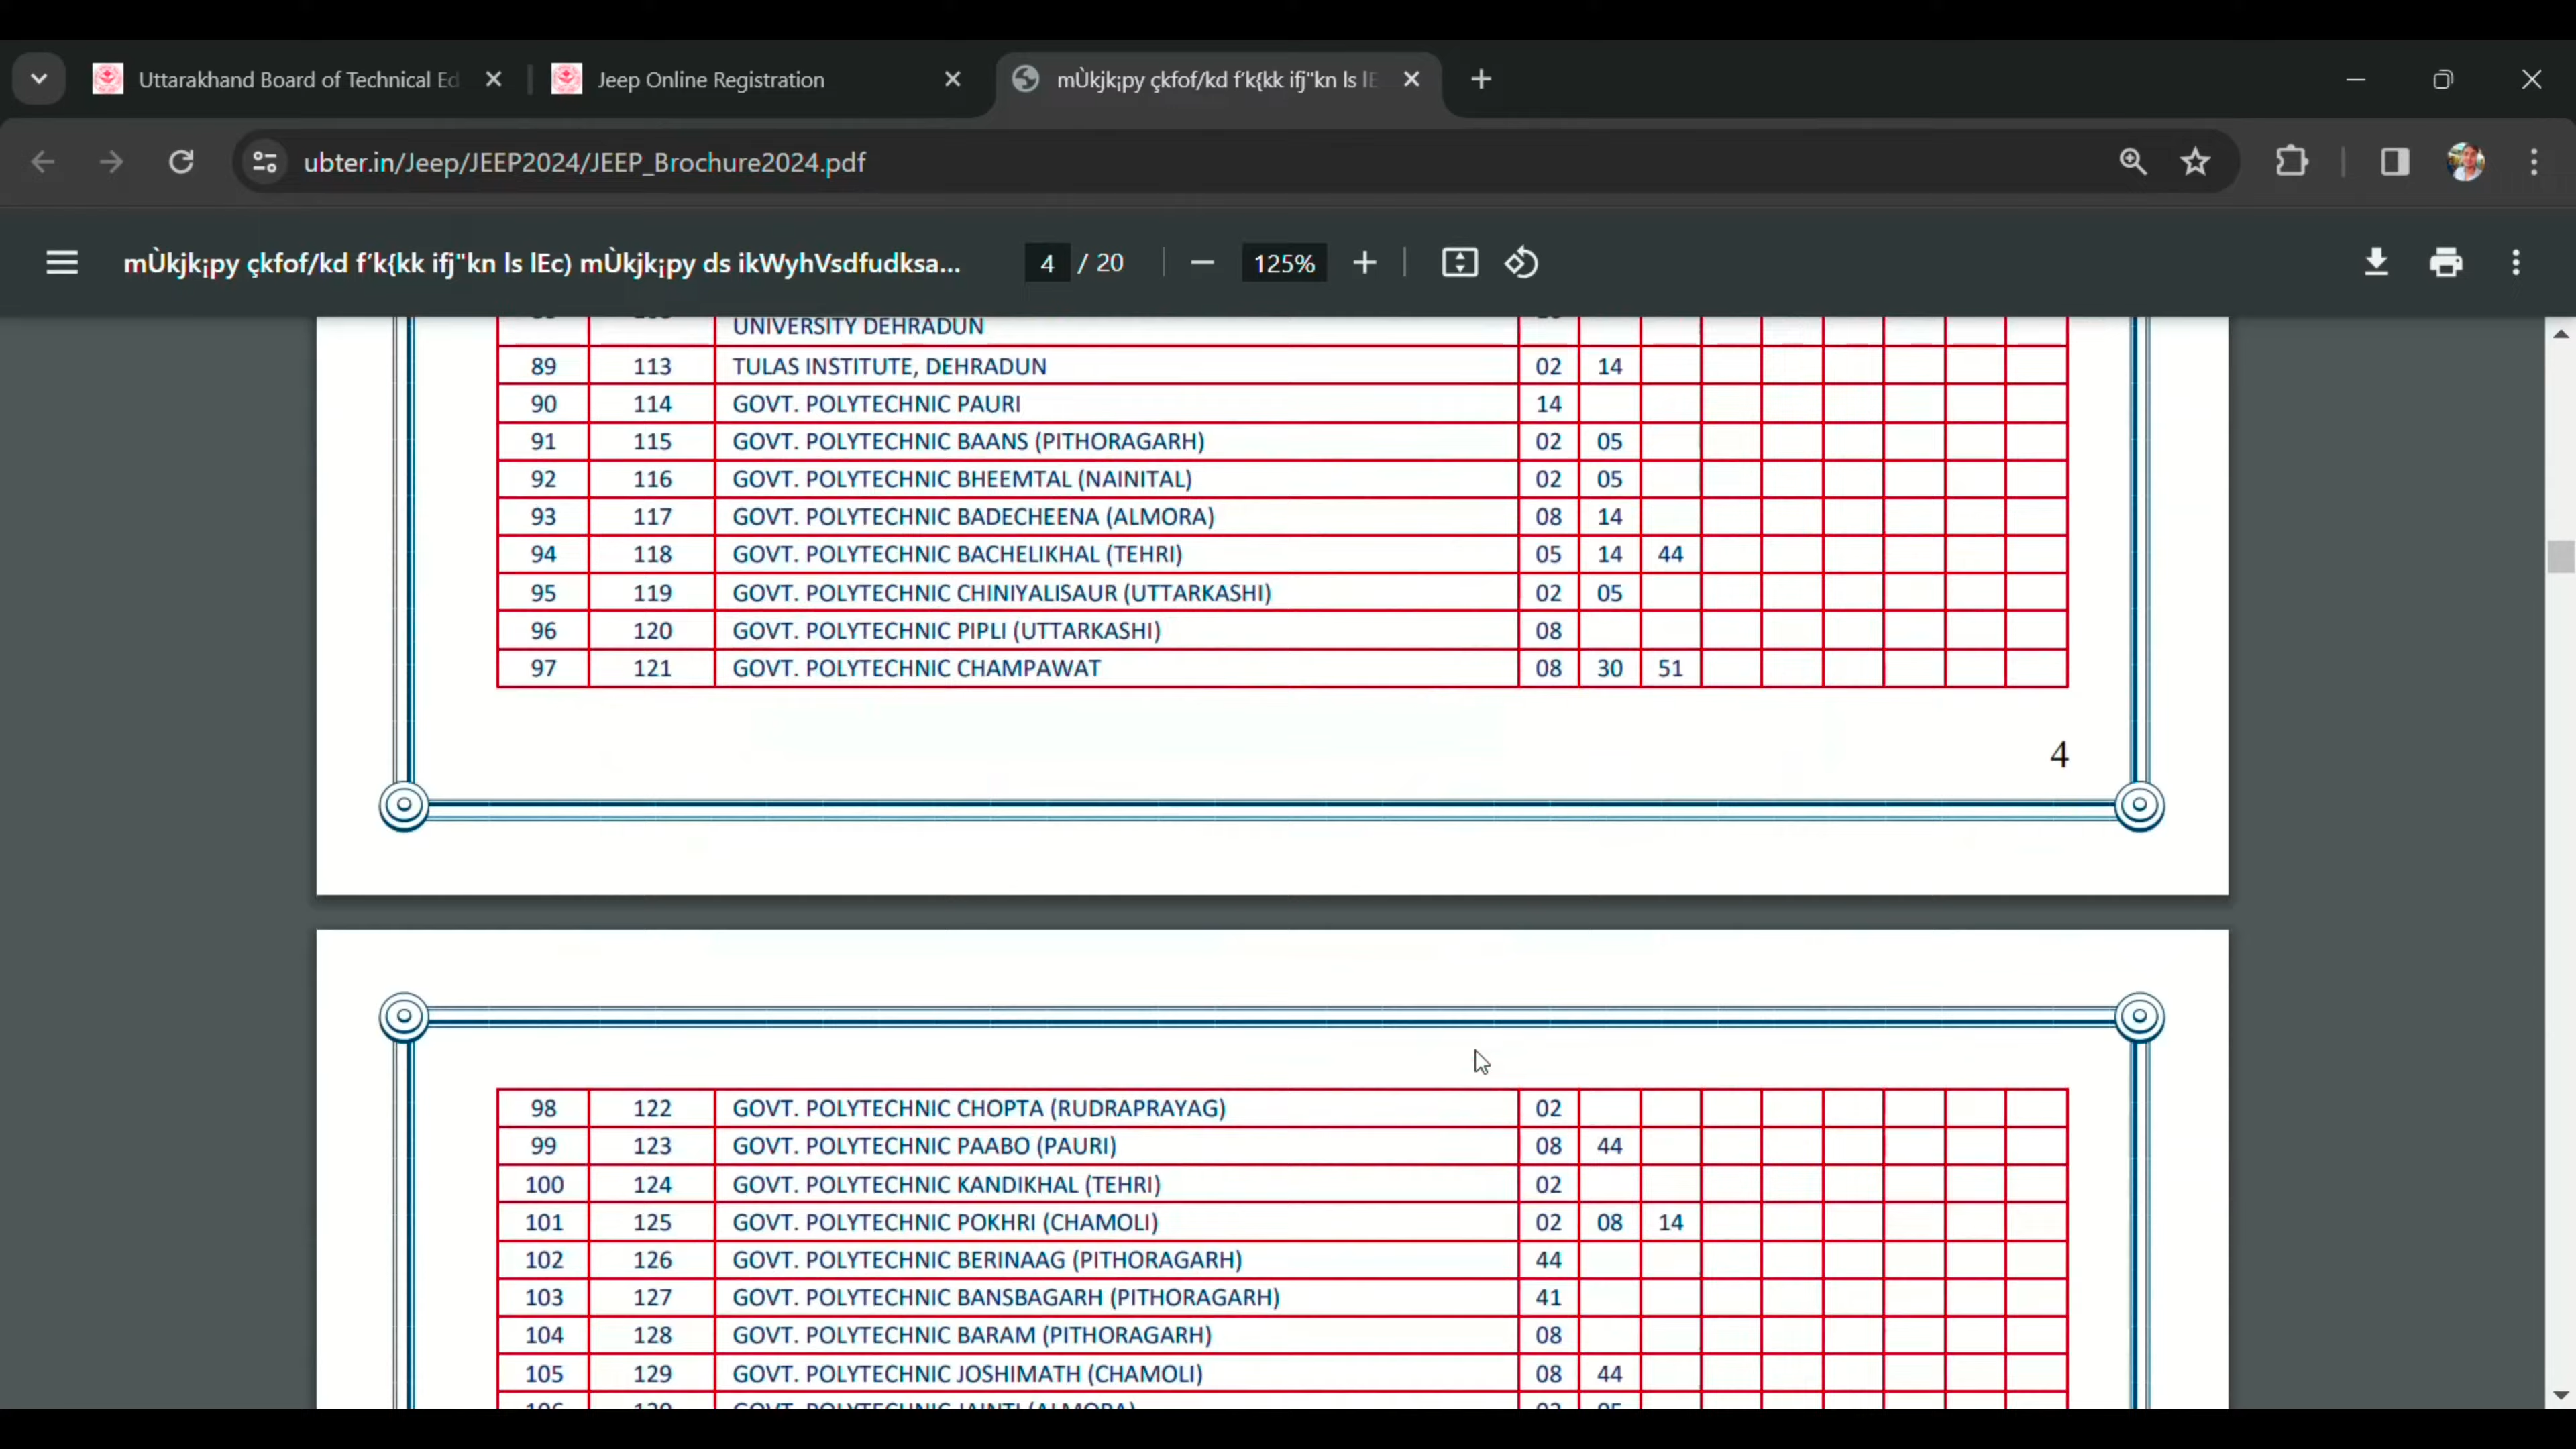 Uttarakhand Board of Technical Ed
Jeep Online Registration
mÙkjk¡py çkfof/kd f'k{kk ifj"kn ls lE
ubter.in/Jeep/JEEP2024/JEEP_Brochure2024.pdf
mÙkjk¡py çkfof/kd f'k{kk ifj"kn ls lEc) mÙkjk¡py ds ikWyhVsdfudksa...
4 / 20
125%
UNIVERSITY DEHRADUN
89 113 TULAS INSTITUTE, DEHRADUN 02 14
90 114 GOVT. POLYTECHNIC PAURI 14
91 115 GOVT. POLYTECHNIC BAANS (PITHORAGARH) 02 05
92 116 GOVT. POLYTECHNIC BHEEMTAL (NAINITAL) 02 05
93 117 GOVT. POLYTECHNIC BADECHEENA (ALMORA) 08 14
94 118 GOVT. POLYTECHNIC BACHELIKHAL (TEHRI) 05 14 44
95 119 GOVT. POLYTECHNIC CHINIYALISAUR (UTTARKASHI) 02 05
96 120 GOVT. POLYTECHNIC PIPLI (UTTARKASHI) 08
97 121 GOVT. POLYTECHNIC CHAMPAWAT 08 30 51
4
98 122 GOVT. POLYTECHNIC CHOPTA (RUDRAPRAYAG) 02
99 123 GOVT. POLYTECHNIC PAABO (PAURI) 08 44
100 124 GOVT. POLYTECHNIC KANDIKHAL (TEHRI) 02
101 125 GOVT. POLYTECHNIC POKHRI (CHAMOLI) 02 08 14
102 126 GOVT. POLYTECHNIC BERINAAG (PITHORAGARH) 44
103 127 GOVT. POLYTECHNIC BANSBAGARH (PITHORAGARH) 41
104 128 GOVT. POLYTECHNIC BARAM (PITHORAGARH) 08
105 129 GOVT. POLYTECHNIC JOSHIMATH (CHAMOLI) 08 44